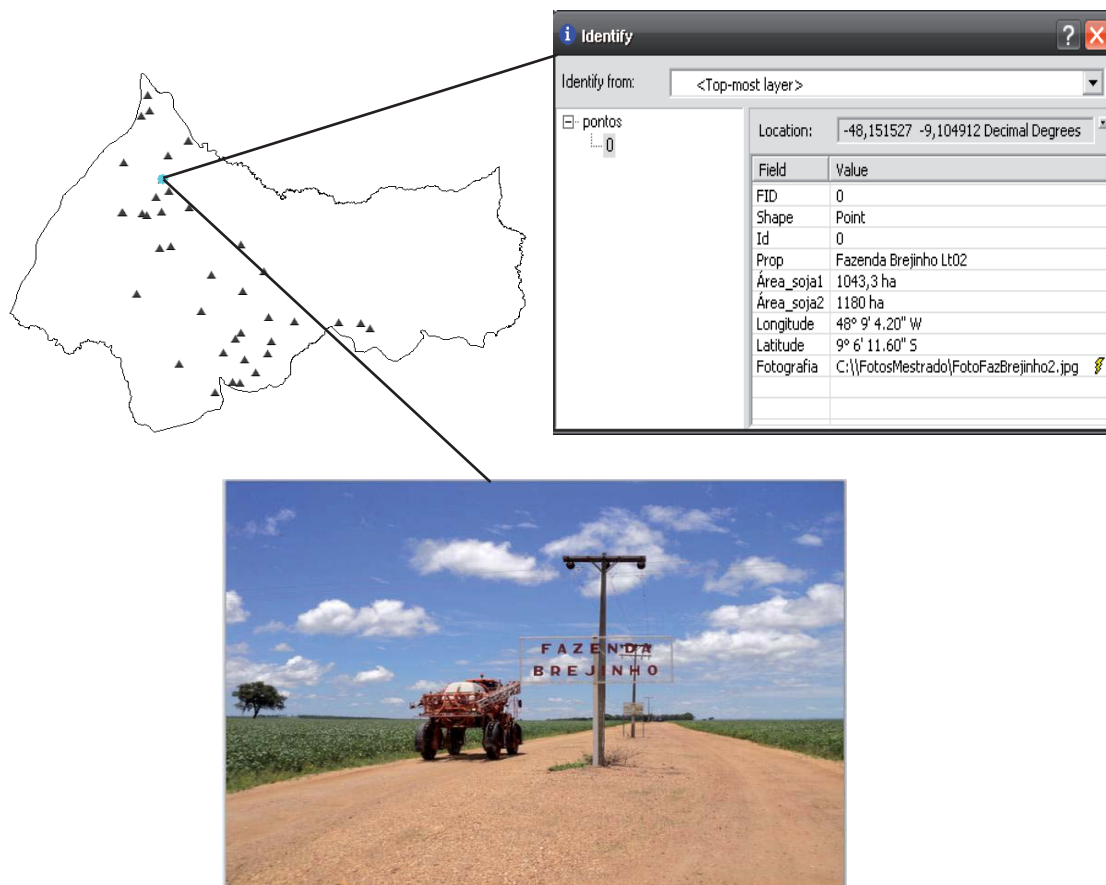 Identify
Identify from: <Top-most layer>
pontos
0
Location: -48,151527 -9,104912 Decimal Degrees
Field Value
FID 0
Shape Point
Id 0
Prop Fazenda Brejinho Lt02
Área_soja1 1043,3 ha
Área_soja2 1180 ha
Longitude 48° 9' 4.20" W
Latitude 9° 6' 11.60" S
Fotografia C:\\FotosMestrado\FotoFazBrejinho2.jpg
FAZENDA
BREJINHO